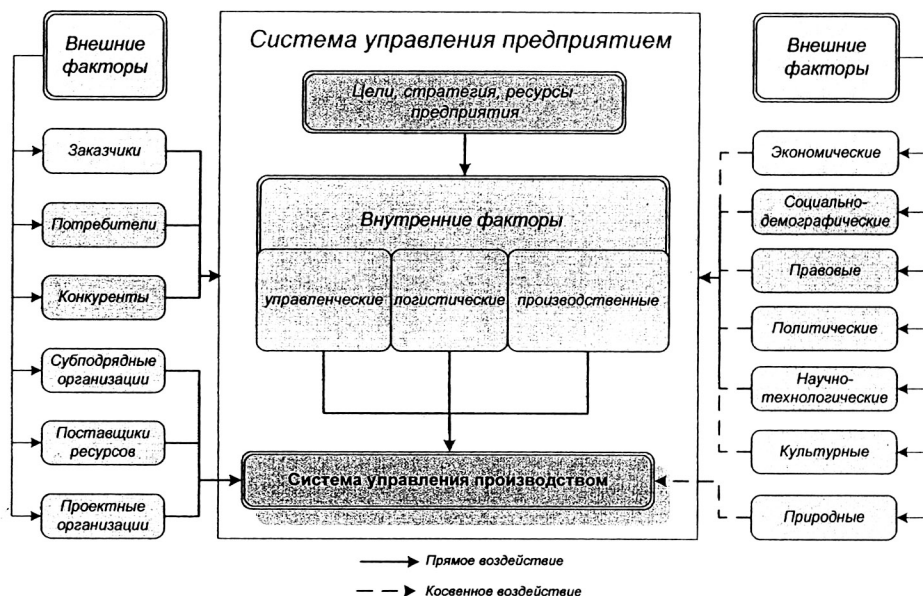 Внешние
факторы
Заказчики
Потребители
Конкуренты
Субподрядные
организации
Поставщики
ресурсов
Проектные
организации
Система управления предприятием
Цели, стратегия, ресурсы
предприятия
Внутренние факторы
управленческие
логистические
производственные
Система управления производством
Внешние
факторы
Экономические
Социально-
демографические
Правовые
Политические
Научно-
технологические
Культурные
Природные
Прямое воздействие
Косвенное воздействие